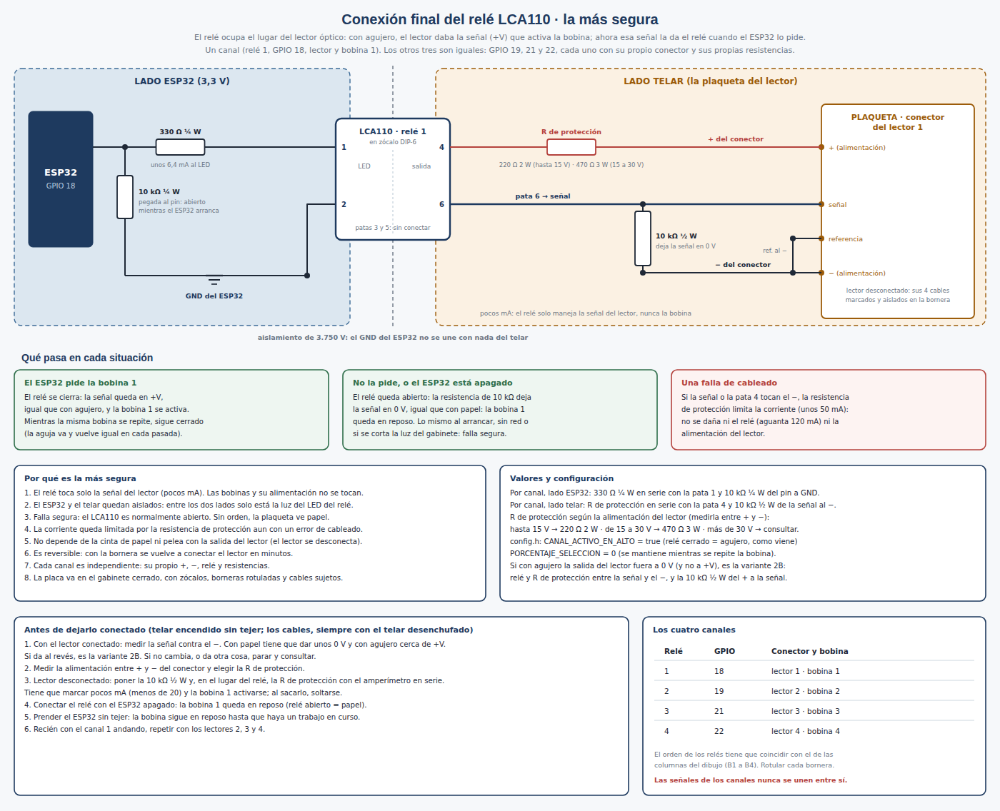 Conexión final del relé LCA110 · la más segura
El relé ocupa el lugar del lector óptico: con agujero, el lector daba la señal (+V) que activa la bobina; ahora esa señal la da el relé cuando el ESP32 lo pide.
Un canal (relé 1, GPIO 18, lector y bobina 1). Los otros tres son iguales: GPIO 19, 21 y 22, cada uno con su propio conector y sus propias resistencias.
LADO ESP32 (3,3 V)
LADO TELAR (la plaqueta del lector)
ESP32
GPIO 18
330 Ω ¼ W
unos 6,4 mA al LED
10 kΩ ¼ W
pegada al pin: abierto
mientras el ESP32 arranca
GND del ESP32
LCA110 · relé 1
en zócalo DIP-6
1
4
LED
salida
2
6
patas 3 y 5: sin conectar
R de protección
220 Ω 2 W (hasta 15 V) · 470 Ω 3 W (15 a 30 V)
+ del conector
pata 6 → señal
10 kΩ ½ W
deja la señal en 0 V
ref. al −
− del conector
pocos mA: el relé solo maneja la señal del lector, nunca la bobina
PLAQUETA · conector
del lector 1
+ (alimentación)
señal
referencia
− (alimentación)
lector desconectado: sus 4 cables
marcados y aislados en la bornera
aislamiento de 3.750 V: el GND del ESP32 no se une con nada del telar
Qué pasa en cada situación
El ESP32 pide la bobina 1
El relé se cierra: la señal queda en +V,
igual que con agujero, y la bobina 1 se activa.
Mientras la misma bobina se repite, sigue cerrado
(la aguja va y vuelve igual en cada pasada).
No la pide, o el ESP32 está apagado
El relé queda abierto: la resistencia de 10 kΩ deja
la señal en 0 V, igual que con papel: la bobina 1
queda en reposo. Lo mismo al arrancar, sin red o
si se corta la luz del gabinete: falla segura.
Una falla de cableado
Si la señal o la pata 4 tocan el −, la resistencia
de protección limita la corriente (unos 50 mA):
no se daña ni el relé (aguanta 120 mA) ni la
alimentación del lector.
Por qué es la más segura
1. El relé toca solo la señal del lector (pocos mA). Las bobinas y su alimentación no se tocan.
2. El ESP32 y el telar quedan aislados: entre los dos lados solo está la luz del LED del relé.
3. Falla segura: el LCA110 es normalmente abierto. Sin orden, la plaqueta ve papel.
4. La corriente queda limitada por la resistencia de protección aun con un error de cableado.
5. No depende de la cinta de papel ni pelea con la salida del lector (el lector se desconecta).
6. Es reversible: con la bornera se vuelve a conectar el lector en minutos.
7. Cada canal es independiente: su propio +, −, relé y resistencias.
8. La placa va en el gabinete cerrado, con zócalos, borneras rotuladas y cables sujetos.
Valores y configuración
Por canal, lado ESP32: 330 Ω ¼ W en serie con la pata 1 y 10 kΩ ¼ W del pin a GND.
Por canal, lado telar: R de protección en serie con la pata 4 y 10 kΩ ½ W de la señal al −.
R de protección según la alimentación del lector (medirla entre + y −):
hasta 15 V → 220 Ω 2 W · de 15 a 30 V → 470 Ω 3 W · más de 30 V → consultar.
config.h: CANAL_ACTIVO_EN_ALTO = true (relé cerrado = agujero, como viene)
PORCENTAJE_SELECCION = 0 (se mantiene mientras se repite la bobina).
Si con agujero la salida del lector fuera a 0 V (y no a +V), es la variante 2B:
relé y R de protección entre la señal y el −, y la 10 kΩ ½ W del + a la señal.
Antes de dejarlo conectado (telar encendido sin tejer; los cables, siempre con el telar desenchufado)
1. Con el lector conectado: medir la señal contra el −. Con papel tiene que dar unos 0 V y con agujero cerca de +V.
Si da al revés, es la variante 2B. Si no cambia, o da otra cosa, parar y consultar.
2. Medir la alimentación entre + y − del conector y elegir la R de protección.
3. Lector desconectado: poner la 10 kΩ ½ W y, en el lugar del relé, la R de protección con el amperímetro en serie.
Tiene que marcar pocos mA (menos de 20) y la bobina 1 activarse; al sacarlo, soltarse.
4. Conectar el relé con el ESP32 apagado: la bobina 1 queda en reposo (relé abierto = papel).
5. Prender el ESP32 sin tejer: la bobina sigue en reposo hasta que haya un trabajo en curso.
6. Recién con el canal 1 andando, repetir con los lectores 2, 3 y 4.
Los cuatro canales
Relé GPIO Conector y bobina
1 18 lector 1 · bobina 1
2 19 lector 2 · bobina 2
3 21 lector 3 · bobina 3
4 22 lector 4 · bobina 4
El orden de los relés tiene que coincidir con el de las
columnas del dibujo (B1 a B4). Rotular cada bornera.
Las señales de los canales nunca se unen entre sí.